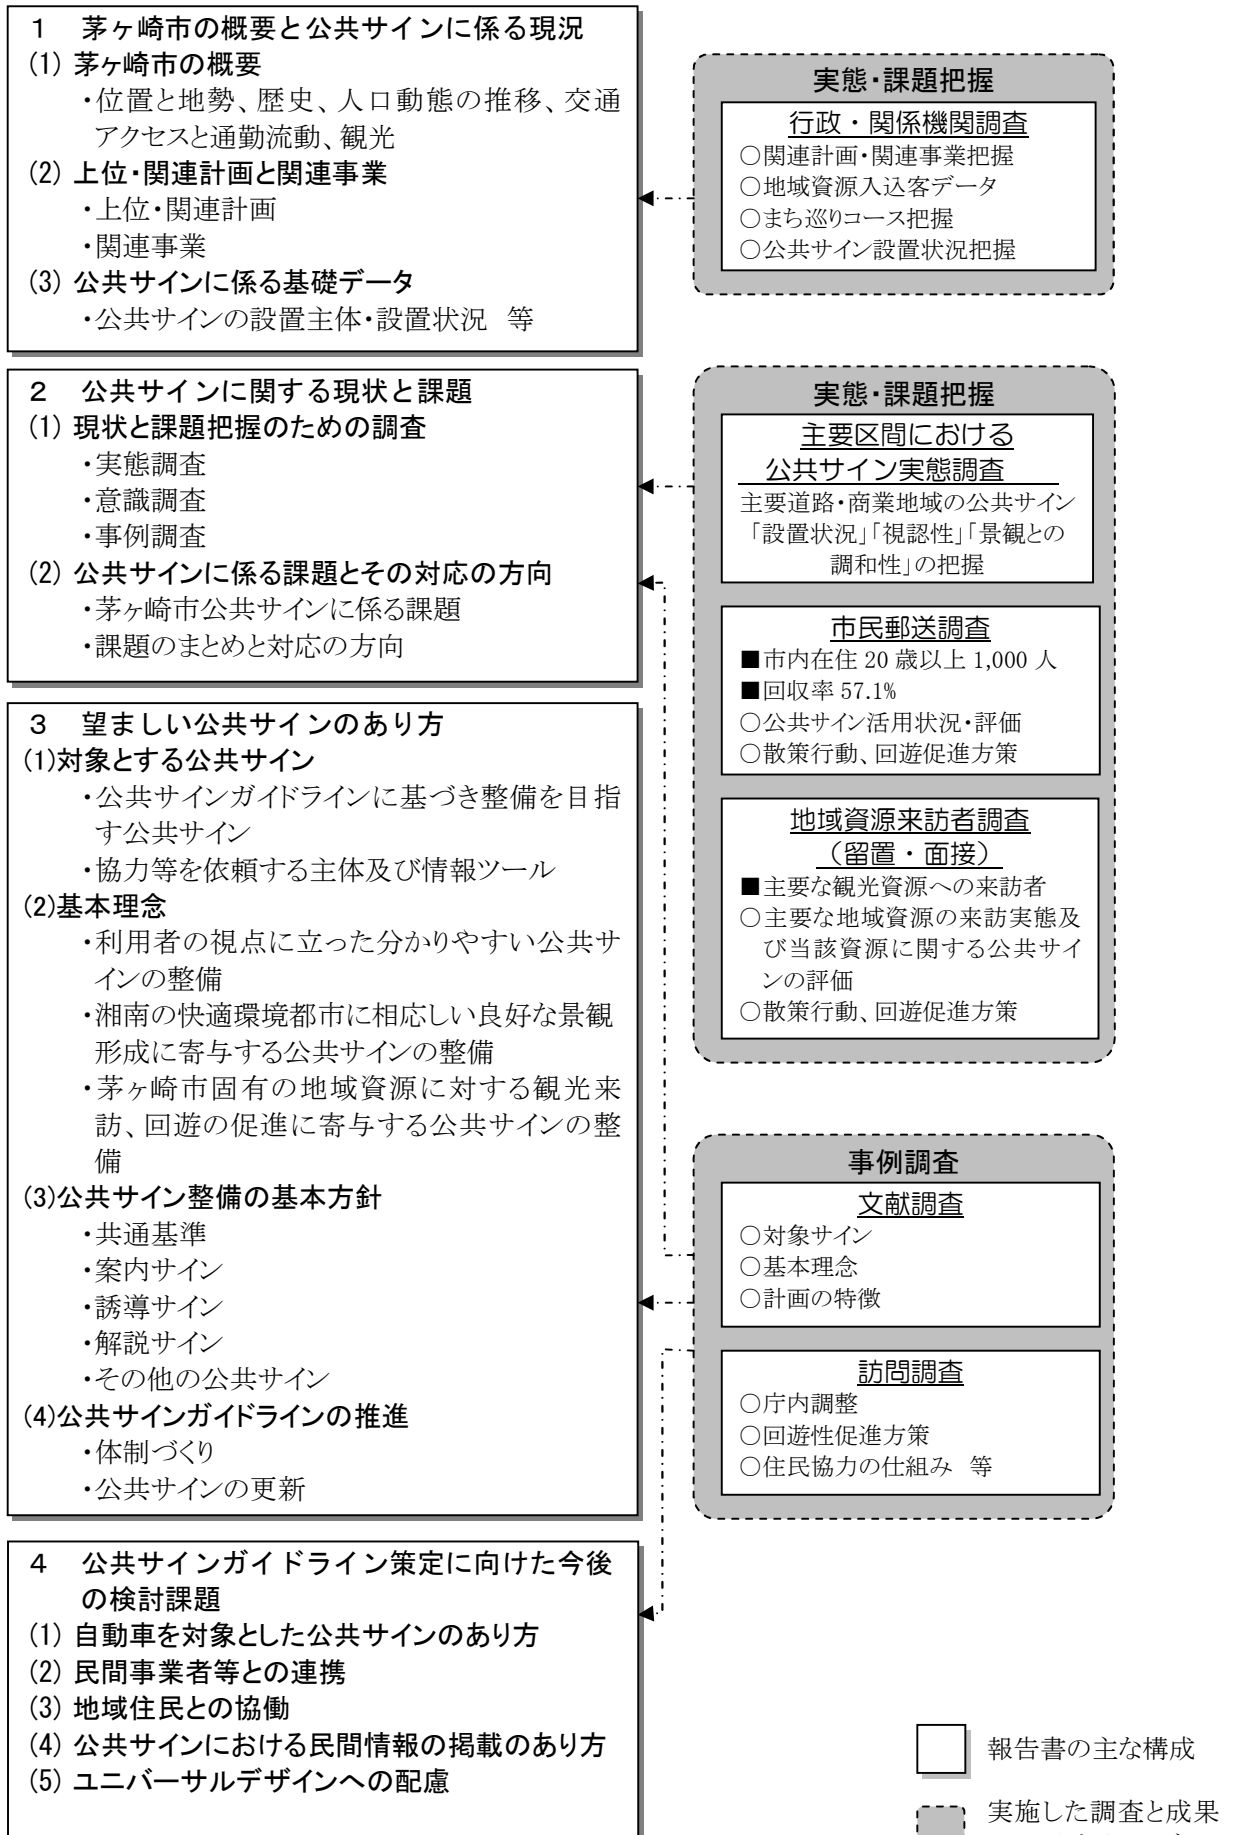 1　茅ヶ崎市の概要と公共サインに係る現況
(1) 茅ヶ崎市の概要
・位置と地勢、歴史、人口動態の推移、交通
アクセスと通勤流動、観光
(2) 上位・関連計画と関連事業
・上位・関連計画
・関連事業
(3) 公共サインに係る基礎データ
・公共サインの設置主体・設置状況　等
実態・課題把握
行政・関係機関調査
○関連計画・関連事業把握
○地域資源入込客データ
○まち巡りコース把握
○公共サイン設置状況把握
2　公共サインに関する現状と課題
(1) 現状と課題把握のための調査
・実態調査
・意識調査
・事例調査
(2) 公共サインに係る課題とその対応の方向
・茅ヶ崎市公共サインに係る課題
・課題のまとめと対応の方向
実態・課題把握
主要区間における
公共サイン実態調査
主要道路・商業地域の公共サイン
「設置状況」「視認性」「景観との
調和性」の把握
市民郵送調査
■市内在住 20 歳以上 1,000 人
■回収率 57.1%
○公共サイン活用状況・評価
○散策行動、回遊促進方策
地域資源来訪者調査
（留置・面接）
■主要な観光資源への来訪者
○主要な地域資源の来訪実態及
び当該資源に関する公共サイ
ンの評価
○散策行動、回遊促進方策
3　望ましい公共サインのあり方
(1)対象とする公共サイン
・公共サインガイドラインに基づき整備を目指
す公共サイン
・協力等を依頼する主体及び情報ツール
(2)基本理念
・利用者の視点に立った分かりやすい公共サ
インの整備
・湘南の快適環境都市に相応しい良好な景観
形成に寄与する公共サインの整備
・茅ヶ崎市固有の地域資源に対する観光来
訪、回遊の促進に寄与する公共サインの整
備
(3)公共サイン整備の基本方針
・共通基準
・案内サイン
・誘導サイン
・解説サイン
・その他の公共サイン
(4)公共サインガイドラインの推進
・体制づくり
・公共サインの更新
事例調査
文献調査
○対象サイン
○基本理念
○計画の特徴
訪問調査
○庁内調整
○回遊性促進方策
○住民協力の仕組み　等
4　公共サインガイドライン策定に向けた今後
の検討課題
(1) 自動車を対象とした公共サインのあり方
(2) 民間事業者等との連携
(3) 地域住民との協働
(4) 公共サインにおける民間情報の掲載のあり方
(5) ユニバーサルデザインへの配慮
報告書の主な構成
実施した調査と成果